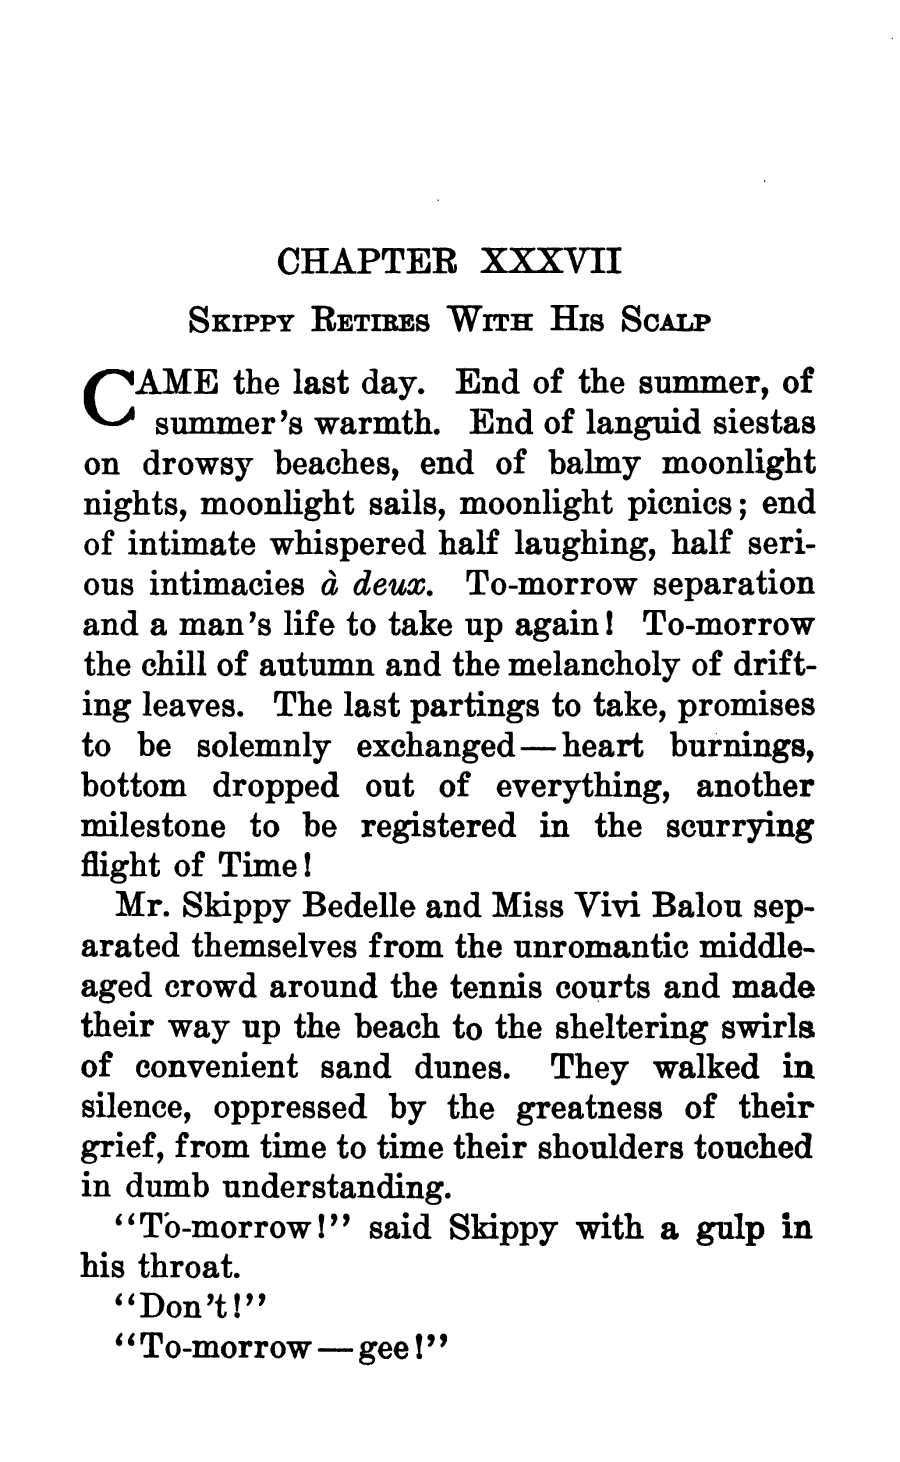 CHAPTER XXXVII
Skippy Retires With His Scalp
CAME the last day. End of the summer, of
summer's warmth. End of languid siestas
on drowsy beaches, end of balmy moonlight
nights, moonlight sails, moonlight picnics; end
of intimate whispered half laughing, half seri-
ous intimacies à deux. To-morrow separation
and a man's life to take up again! To-morrow
the chill of autumn and the melancholy of drift-
ing leaves. The last partings to take, promises
to be solemnly exchanged—heart burnings,
bottom dropped out of everything, another
milestone to be registered in the scurrying
flight of Time!
Mr. Skippy Bedelle and Miss Vivi Balou sep-
arated themselves from the unromantic middle-
aged crowd around the tennis courts and made
their way up the beach to the sheltering swirls
of convenient sand dunes. They walked in
silence, oppressed by the greatness of their
grief, from time to time their shoulders touched
in dumb understanding.
"To-morrow!" said Skippy with a gulp in
his throat.
"Don't!"
"To-morrow—gee!"